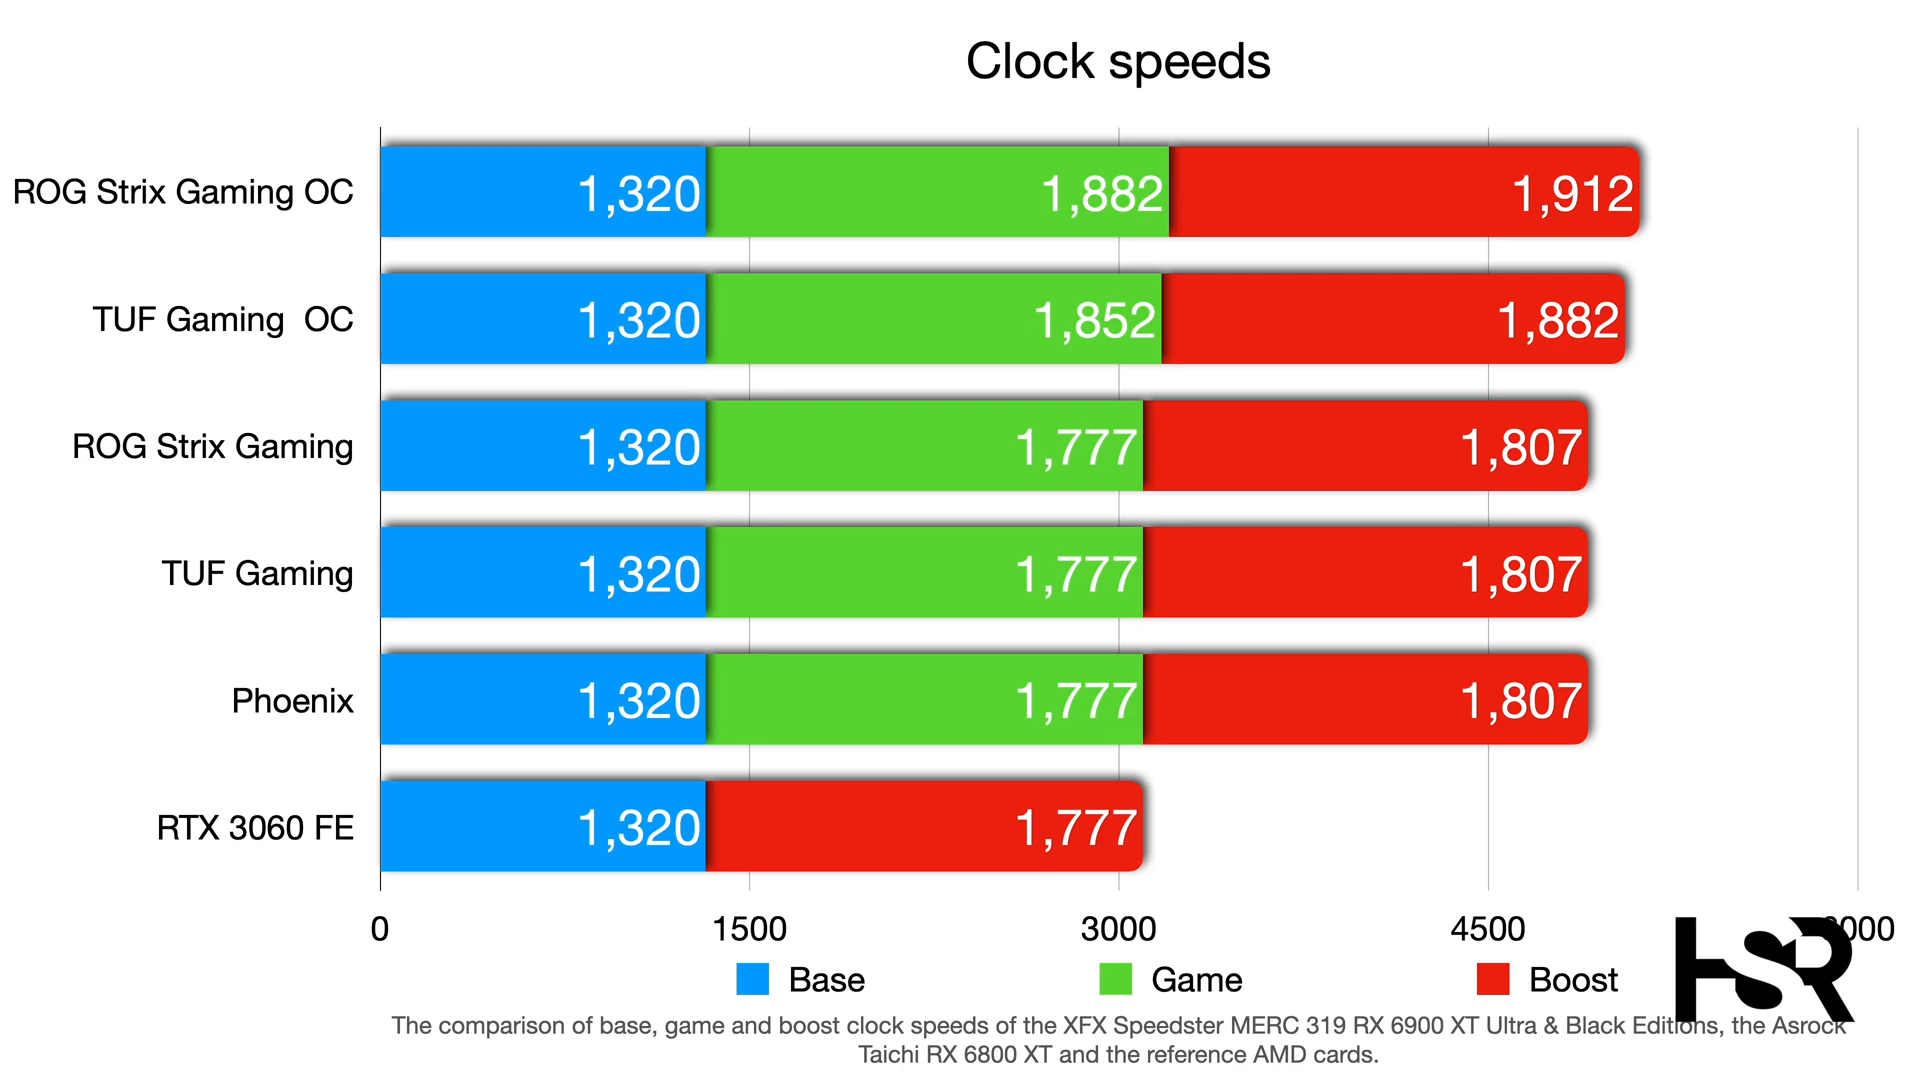 Clock speeds
ROG Strix Gaming OC 1,320 1,882 1,912
TUF Gaming  OC 1,320 1,852 1,882
ROG Strix Gaming 1,320 1,777 1,807
TUF Gaming 1,320 1,777 1,807
Phoenix 1,320 1,777 1,807
RTX 3060 FE 1,320 1,777
0 1500 3000 4500
Base Game Boost
HSR
The comparison of base, game and boost clock speeds of the XFX Speedster MERC 319 RX 6900 XT Ultra & Black Editions, the Asrock
Taichi RX 6800 XT and the reference AMD cards.